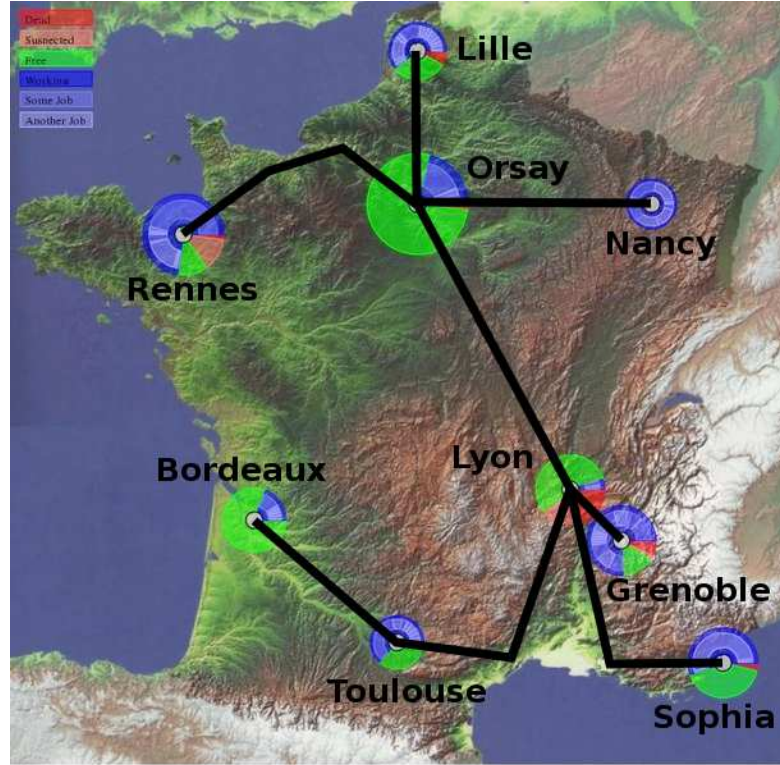 Dead
Suspected
Free
Working
Some Job
Another Job
Lille
Orsay
Nancy
Rennes
Lyon
Bordeaux
Grenoble
Toulouse
Sophia